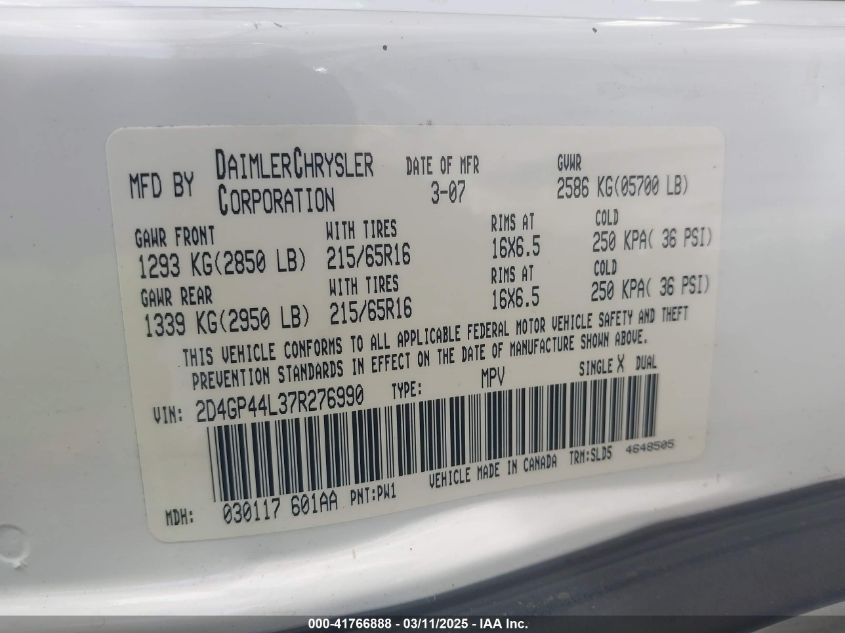 MFD BY DAIMLERCHRYSLER CORPORATION
DATE OF MFR 3-07
GVWR 2586 KG(05700 LB)
GAWR FRONT WITH TIRES RIMS AT COLD
1293 KG(2850 LB) 215/65R16 16X6.5 250 KPA( 36 PSI)
GAWR REAR WITH TIRES RIMS AT COLD
1339 KG(2950 LB) 215/65R16 16X6.5 250 KPA( 36 PSI)
THIS VEHICLE CONFORMS TO ALL APPLICABLE FEDERAL MOTOR VEHICLE SAFETY AND THEFT
PREVENTION STANDARDS IN EFFECT ON THE DATE OF MANUFACTURE SHOWN ABOVE.
VIN: 2D4GP44L37R276990 TYPE: MPV SINGLE X DUAL
MDH: 030117 601AA PNT:PW1 VEHICLE MADE IN CANADA TRM:SLD5 4648505
000-41766888 - 03/11/2025 - IAA Inc.